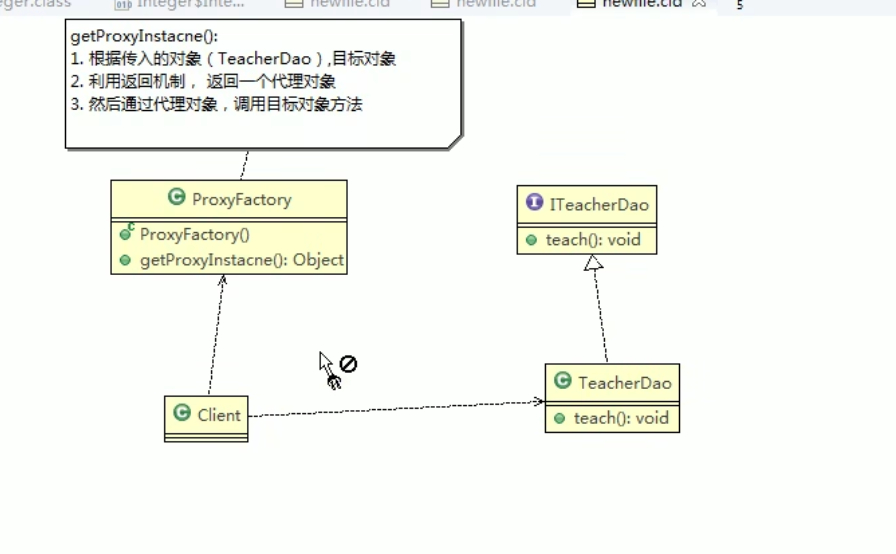 Integer$Inte...
newfile.cld
newfile.cld
newfile.cld
5
getProxyInstacne():
1. 根据传入的对象（TeacherDao）,目标对象
2. 利用返回机制， 返回一个代理对象
3. 然后通过代理对象，调用目标对象方法
ProxyFactory
ProxyFactory()
getProxyInstacne(): Object
ITeacherDao
teach(): void
Client
TeacherDao
teach(): void